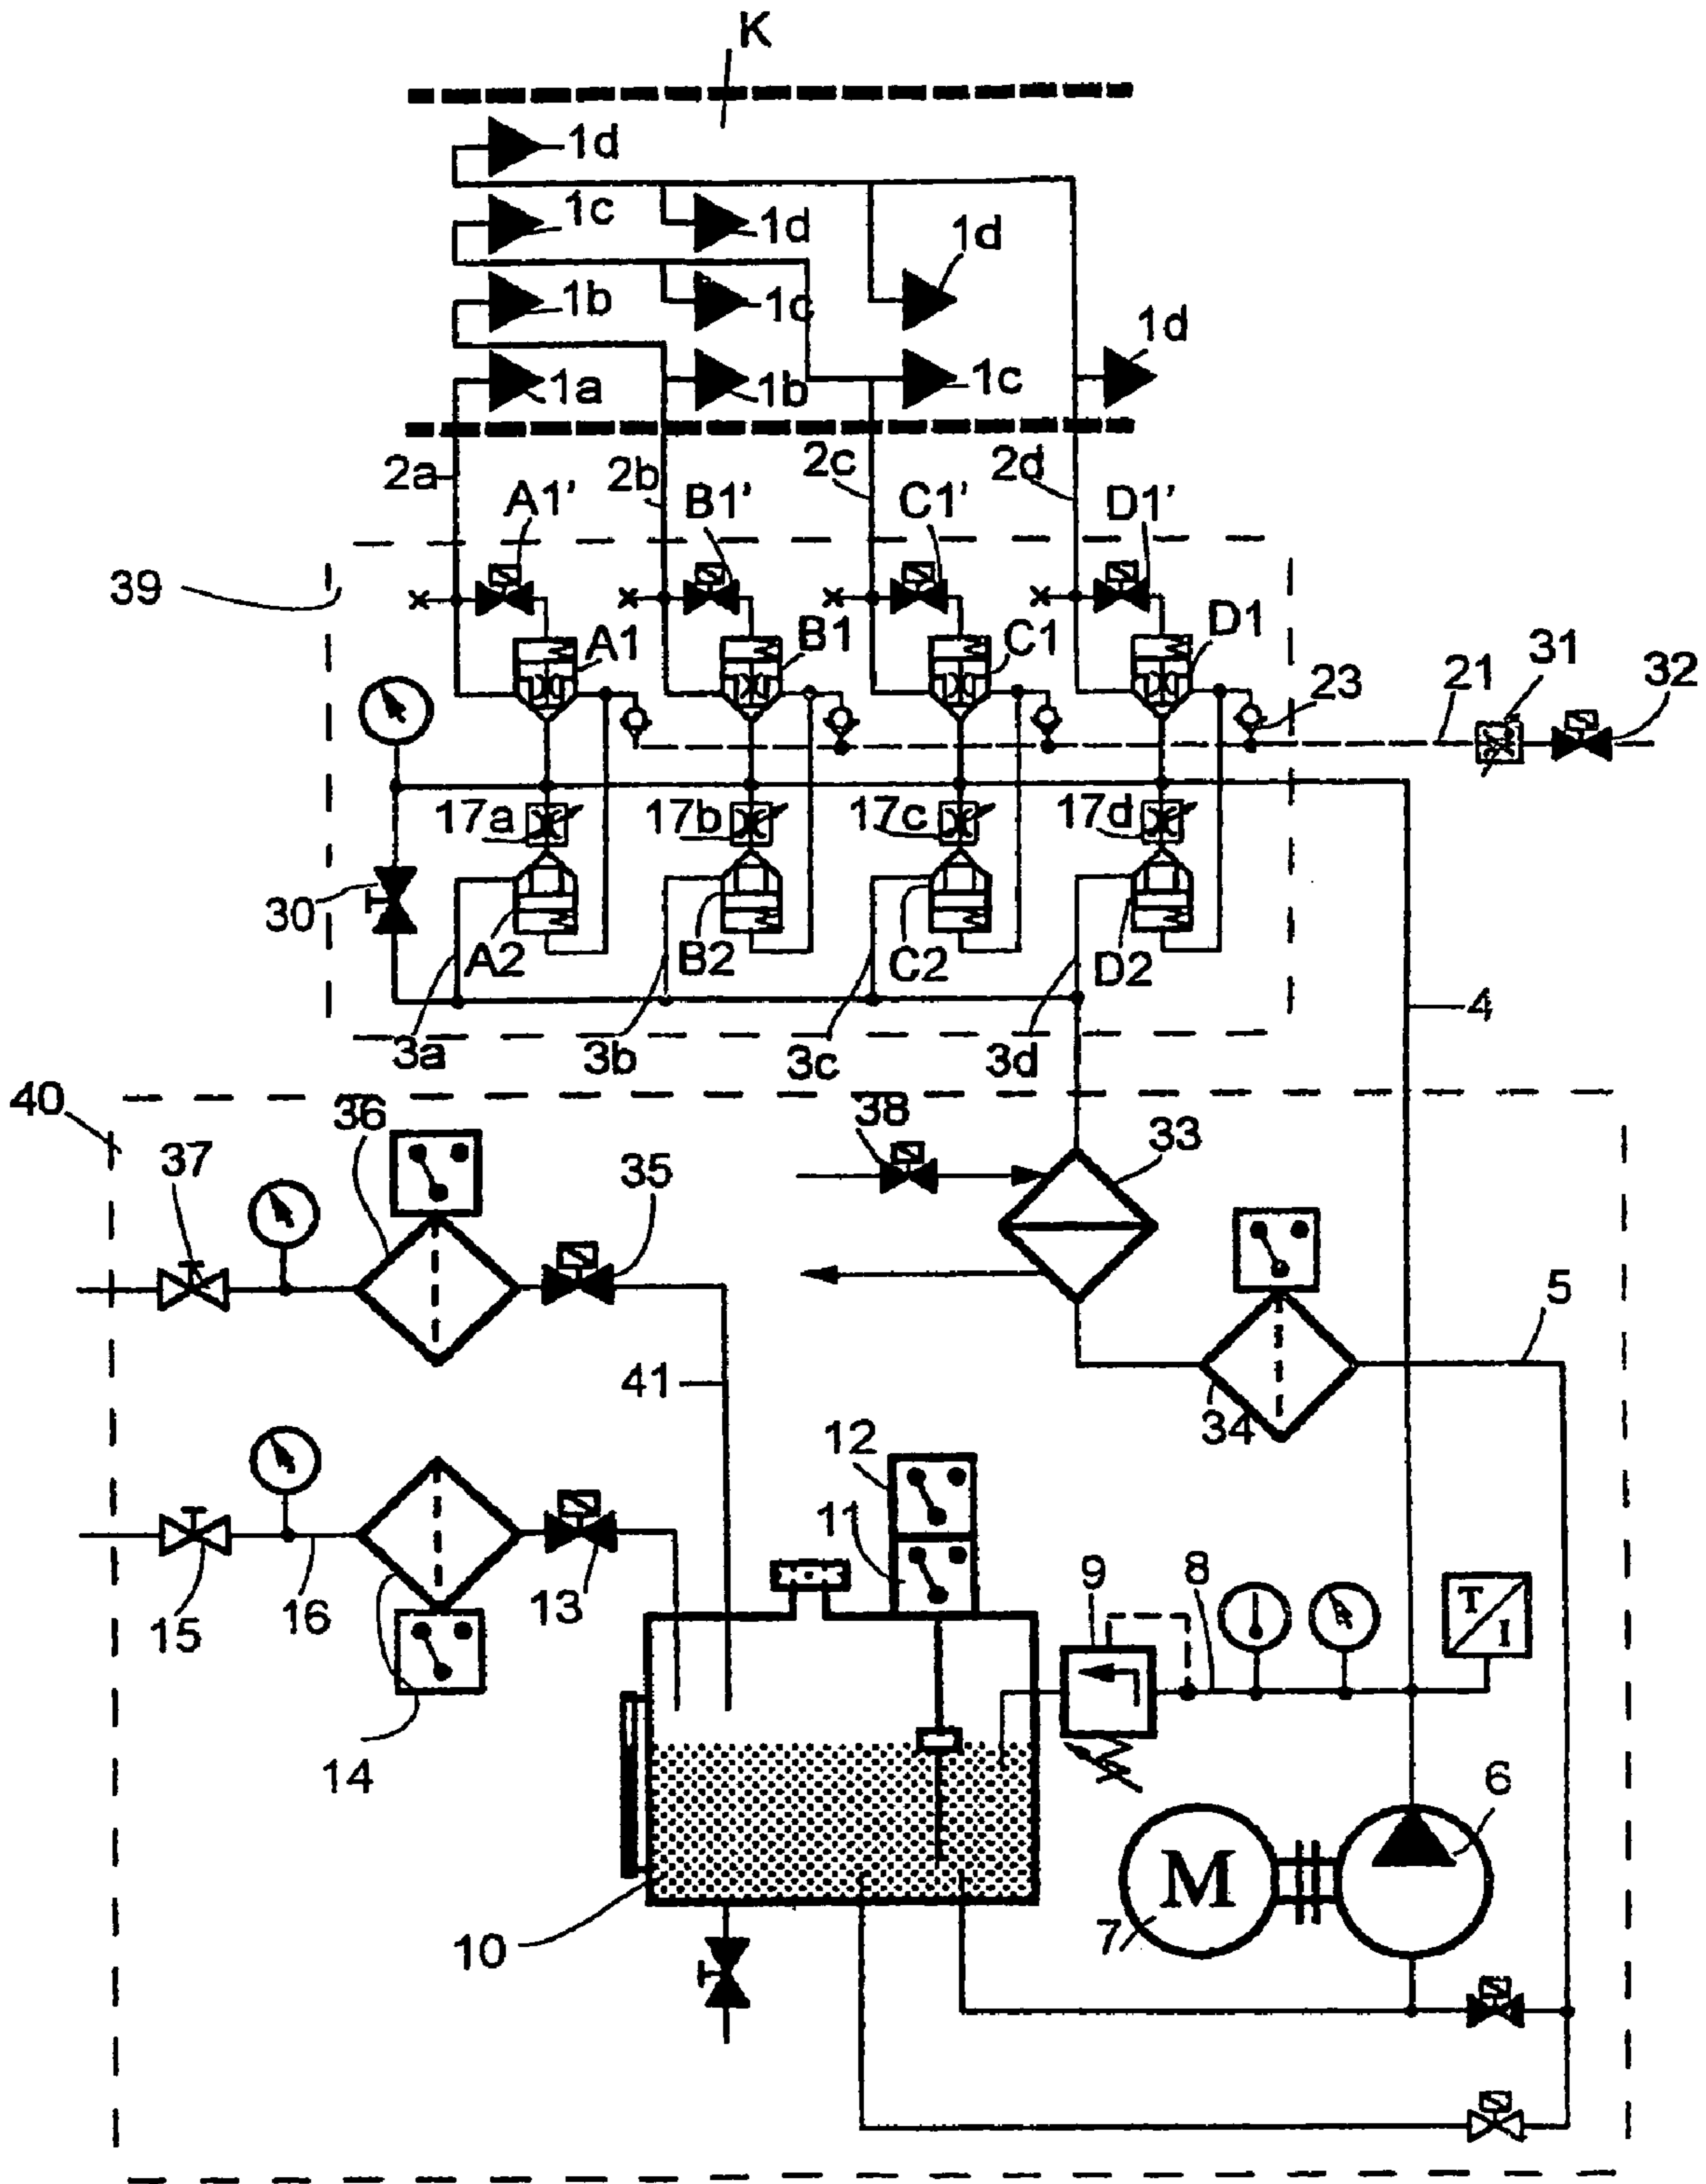 K
1d
1c 1d 1d
1b 1c 1d
1a 1b 1c
2a 2b 2c 2d
A1' B1' C1' D1'
39
A1 B1 C1 D1 23 21 31 32
17a 17b 17c 17d
30
A2 B2 C2 D2
4
3a 3b 3c 3d
40 36 38 33
37 35
5
41
34
12
11
15 16 13 9 8 T
I
14
6
M
7
10